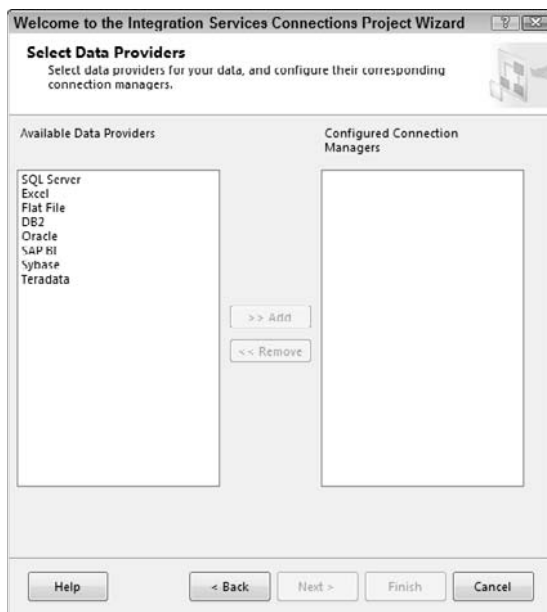 Welcome to the Integration Services Connections Project Wizard
Select Data Providers
Select data providers for your data, and configure their corresponding
connection managers.
Available Data Providers
Configured Connection
Managers
SQL Server
Excel
Flat File
DB2
Oracle
SAP BI
Sybase
Teradata
>> Add
<< Remove
Help
< Back
Next >
Finish
Cancel